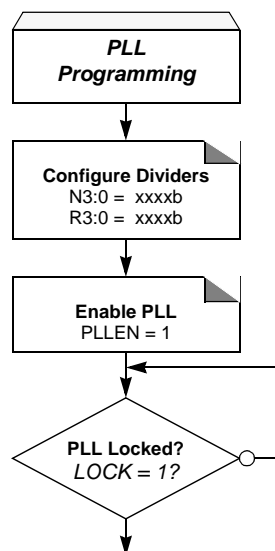 PLL
Programming
Configure Dividers
N3:0 = xxxxb
R3:0 = xxxxb
Enable PLL
PLLEN = 1
PLL Locked?
LOCK = 1?